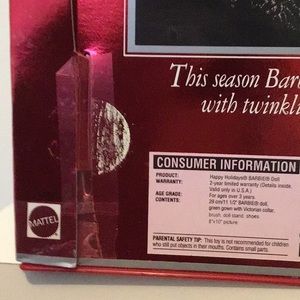 This season Barb
with twinkli
CONSUMER INFORMATION
PRODUCT: Happy Holidays® BARBIE® Doll
WARRANTY: 2-year limited warranty (Details inside.
Valid only in U.S.A.)
AGE GRADE: For ages over 3 years
CONTENTS: 29 cm/11 1/2" BARBIE® doll,
green gown with Victorian collar,
brush, doll stand, shoes
8"x10" picture
PARENTAL SAFETY TIP: This toy is not recommended for children
who still put objects in their mouths. Contains small parts.
MATTEL